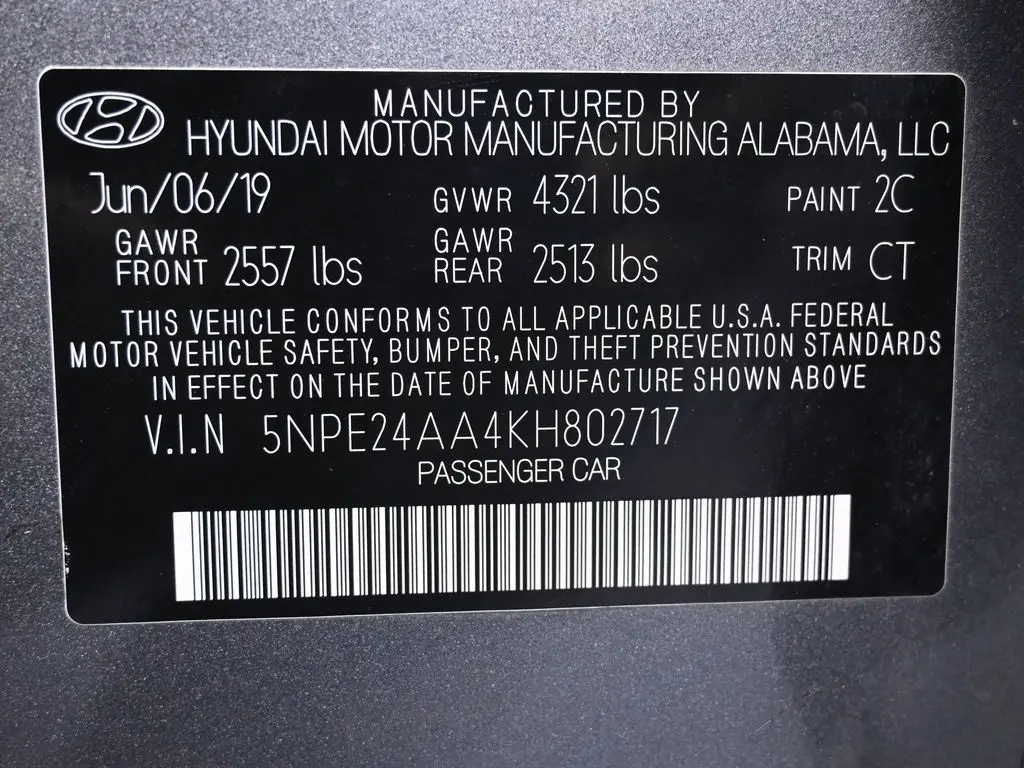 MANUFACTURED BY
HYUNDAI MOTOR MANUFACTURING ALABAMA, LLC
Jun/06/19 GVWR 4321 lbs PAINT 2C
GAWR FRONT 2557 lbs GAWR REAR 2513 lbs TRIM CT
THIS VEHICLE CONFORMS TO ALL APPLICABLE U.S.A. FEDERAL
MOTOR VEHICLE SAFETY, BUMPER, AND THEFT PREVENTION STANDARDS
IN EFFECT ON THE DATE OF MANUFACTURE SHOWN ABOVE
V.I.N 5NPE24AA4KH802717
PASSENGER CAR